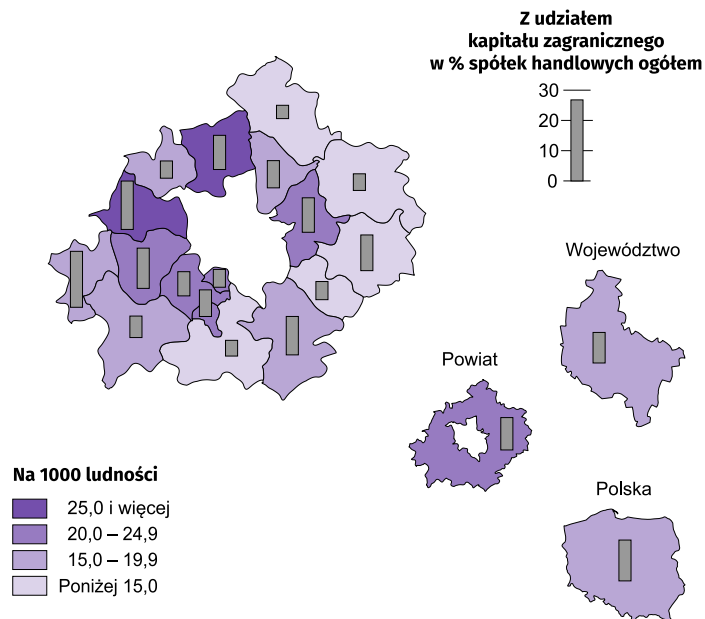 Z udziałem
kapitału zagranicznego
w % spółek handlowych ogółem
30
20
10
0
Województwo
Powiat
Polska
Na 1000 ludności
25,0 i więcej
20,0 – 24,9
15,0 – 19,9
Poniżej 15,0